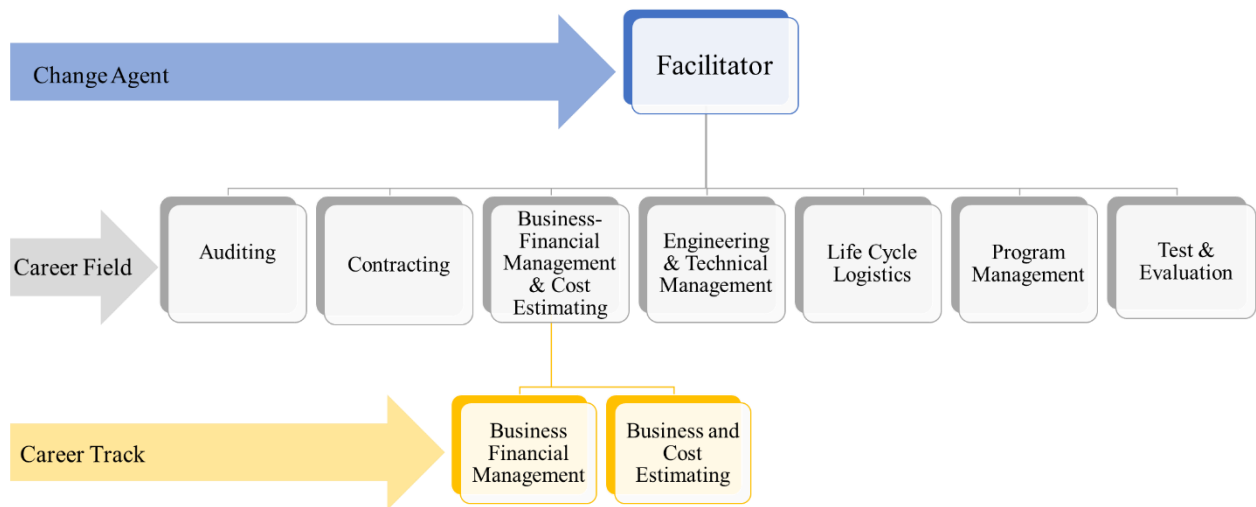 Change Agent
Facilitator
Career Field
Auditing
Contracting
Business-
Financial
Management
& Cost
Estimating
Engineering
& Technical
Management
Life Cycle
Logistics
Program
Management
Test &
Evaluation
Career Track
Business
Financial
Management
Business and
Cost
Estimating